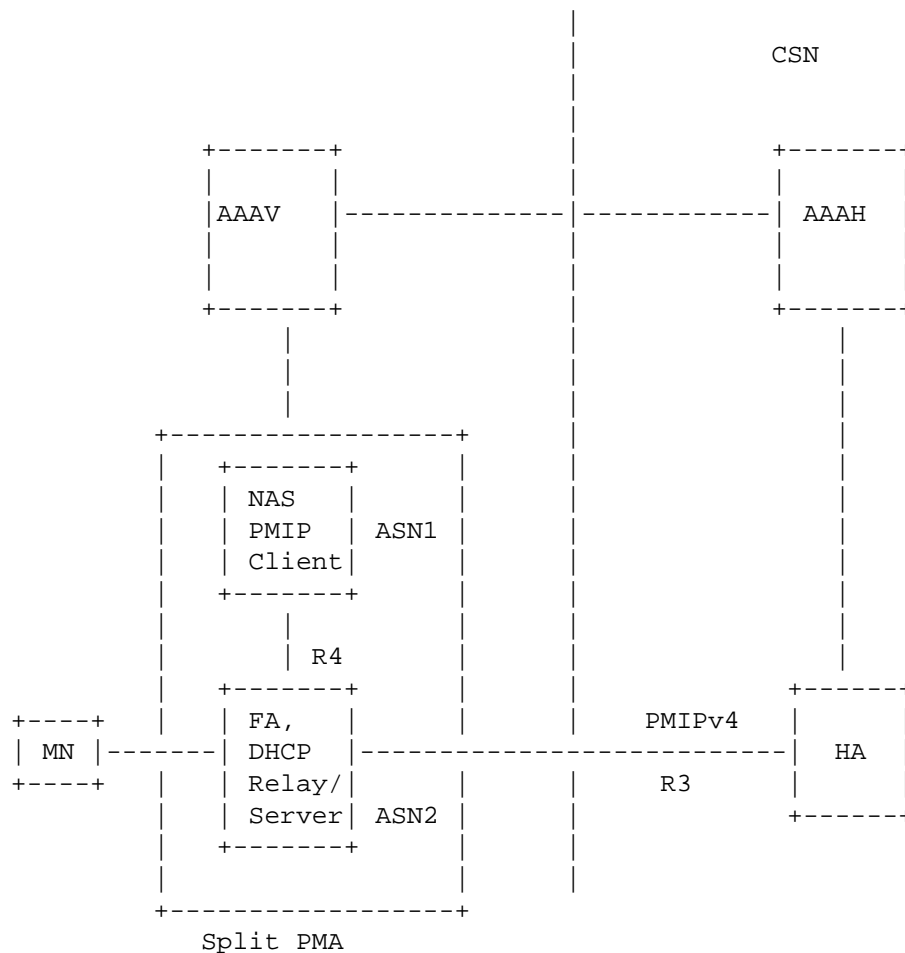 CSN
AAAV AAAH
NAS
PMIP ASN1
Client
R4
FA, PMIPv4
MN DHCP HA
Relay/ R3
Server ASN2
Split PMA